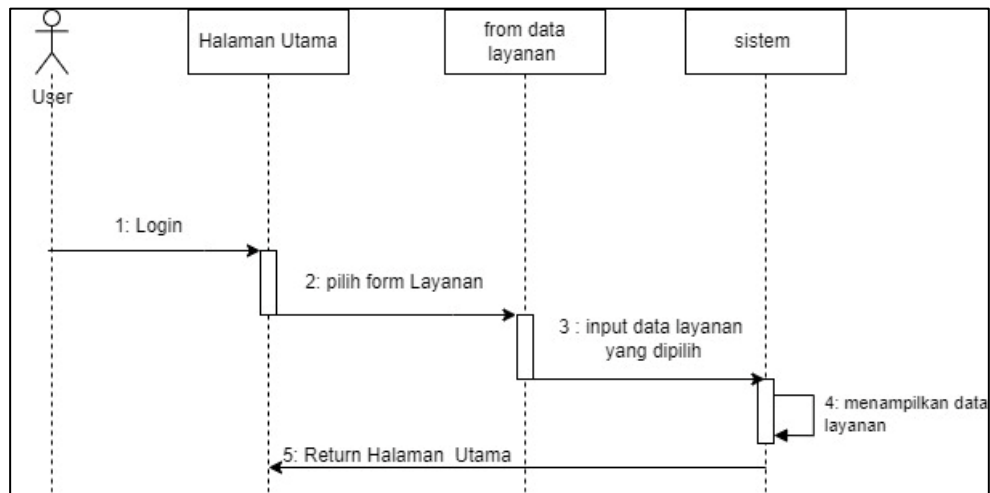 User
Halaman Utama
from data
layanan
sistem
1: Login
2: pilih form Layanan
3 : input data layanan
yang dipilih
4: menampilkan data
layanan
5: Return Halaman  Utama